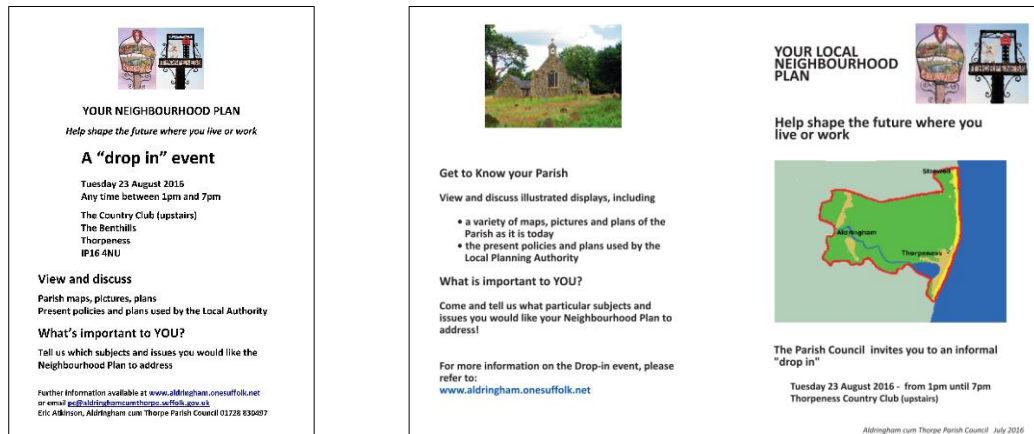 YOUR NEIGHBOURHOOD PLAN
Help shape the future where you live or work
A “drop in” event
Tuesday 23 August 2016
Any time between 1pm and 7pm
The Country Club (upstairs)
The Benthills
Thorpeness
IP16 4NU
View and discuss
Parish maps, pictures, plans
Present policies and plans used by the Local Authority
What's important to YOU?
Tell us which subjects and issues you would like the
Neighbourhood Plan to address
Further information available at www.aldringham.onesuffolk.net
or email pc@aldringhamcumthorpe.suffolk.gov.uk
Eric Atkinson, Aldringham cum Thorpe Parish Council 01728 830497
Get to Know your Parish
View and discuss illustrated displays, including
• a variety of maps, pictures and plans of the
Parish as it is today
• the present policies and plans used by the
Local Planning Authority
What is important to YOU?
Come and tell us what particular subjects and
issues you would like your Neighbourhood Plan to
address!
For more information on the Drop-in event, please
refer to:
www.aldringham.onesuffolk.net
YOUR LOCAL
NEIGHBOURHOOD
PLAN
THORPENESS
Help shape the future where you
live or work
Sizewell
Aldringham
Thorpeness
The Parish Council invites you to an informal
"drop in"
Tuesday 23 August 2016 - from 1pm until 7pm
Thorpeness Country Club (upstairs)
Aldringham cum Thorpe Parish Council July 2016